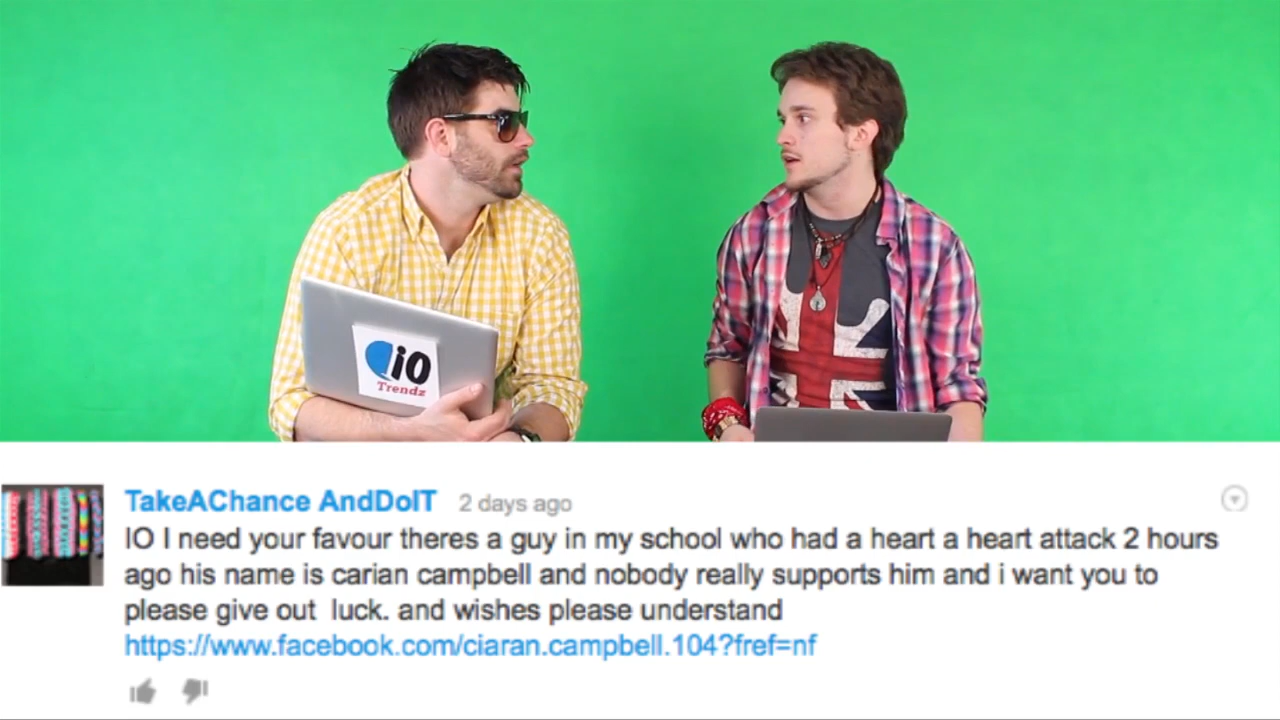 iO
Trendz
TakeAChance AndDoIT 2 days ago
IO I need your favour theres a guy in my school who had a heart a heart attack 2 hours
ago his name is carian campbell and nobody really supports him and i want you to
please give out  luck. and wishes please understand
https://www.facebook.com/ciaran.campbell.104?fref=nf